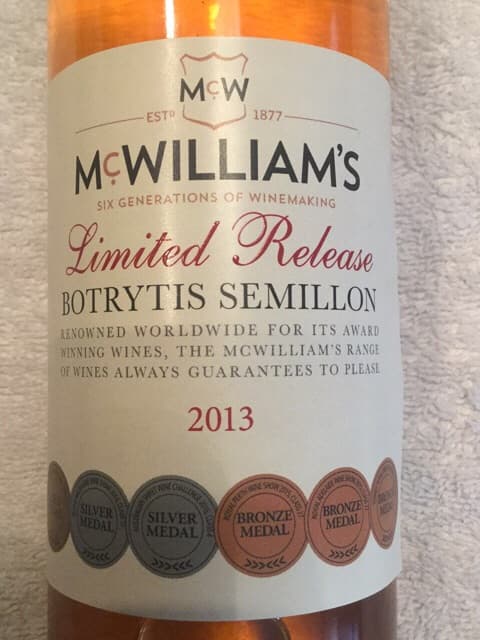 McW
ESTD 1877
McWILLIAM'S
SIX GENERATIONS OF WINEMAKING
Limited Release
BOTRYTIS SEMILLON
RENOWNED WORLDWIDE FOR ITS AWARD
WINNING WINES, THE MCWILLIAM'S RANGE
OF WINES ALWAYS GUARANTEES TO PLEASE
2013
SILVER
MEDAL
SILVER
MEDAL
BRONZE
MEDAL
BRONZE
MEDAL